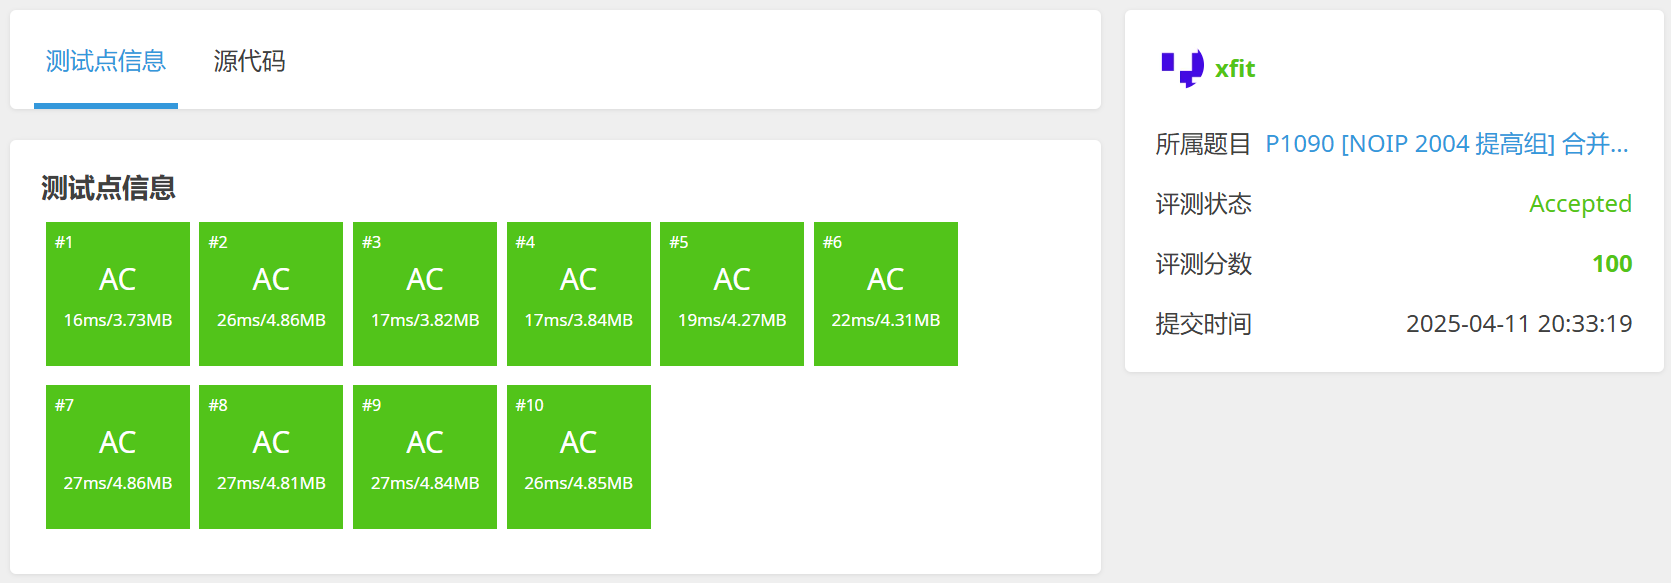 测试点信息 源代码
测试点信息
#1 #2 #3 #4 #5 #6
AC AC AC AC AC AC
16ms/3.73MB 26ms/4.86MB 17ms/3.82MB 17ms/3.84MB 19ms/4.27MB 22ms/4.31MB
#7 #8 #9 #10
AC AC AC AC
27ms/4.86MB 27ms/4.81MB 27ms/4.84MB 26ms/4.85MB
xfit
所属题目 P1090 [NOIP 2004 提高组] 合并...
评测状态 Accepted
评测分数 100
提交时间 2025-04-11 20:33:19